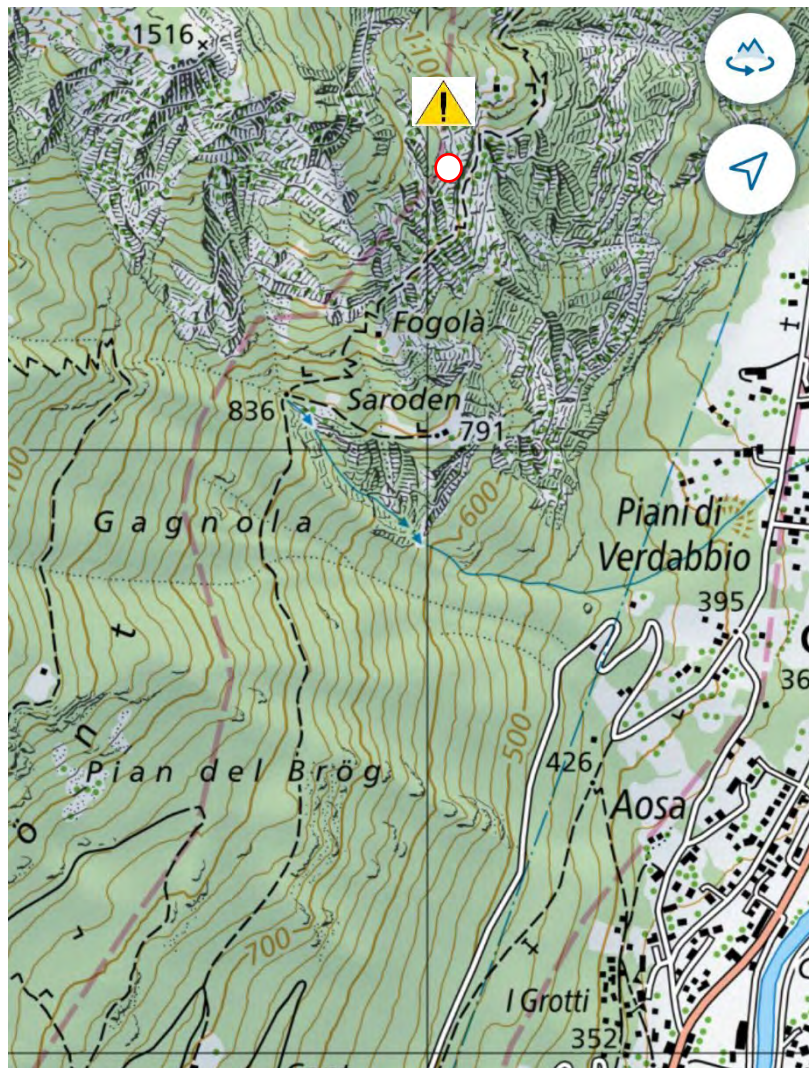 1516
!
Fogolà
836
Saroden
791
600
Gagnola
Piani di
Verdabbio
395
36
t
n
ö
500
426
Pian del Brög
Aosa
700
I Grotti
352